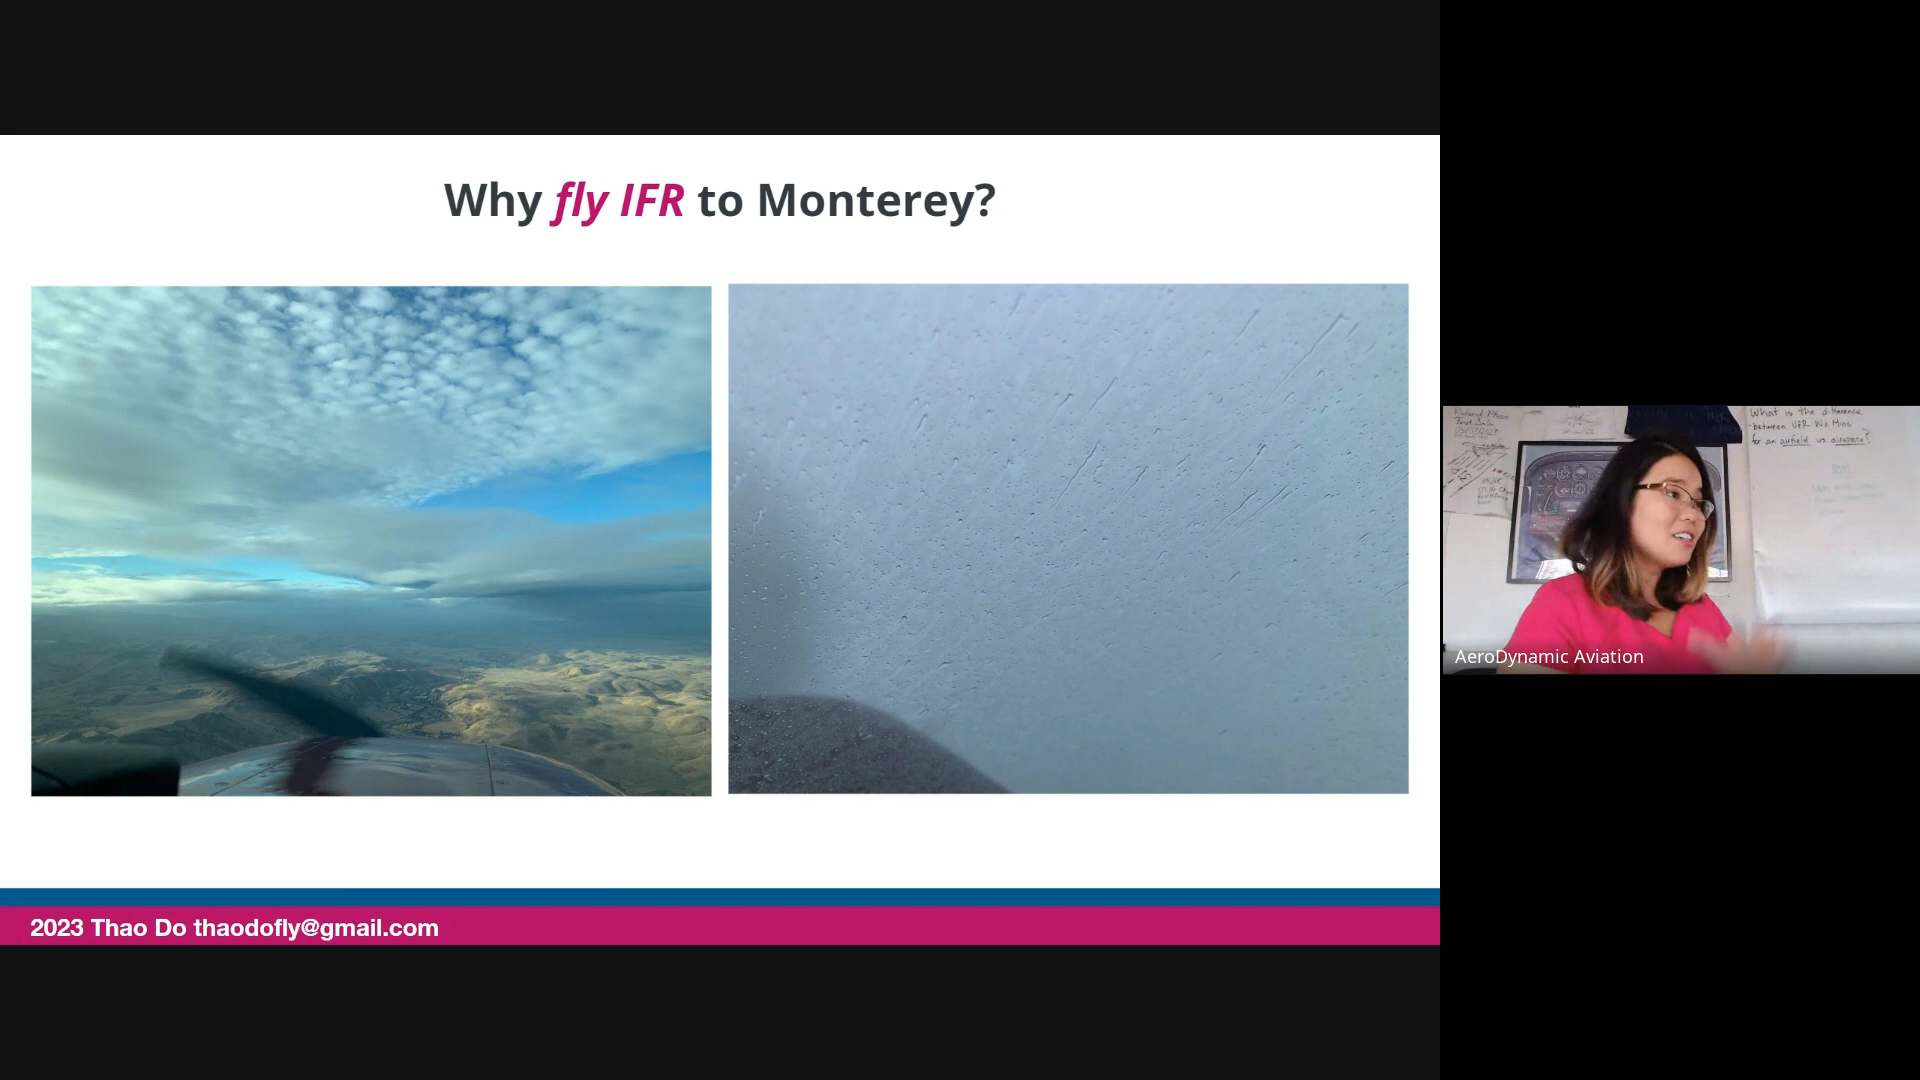 Why fly IFR to Monterey?
2023 Thao Do thaodofly@gmail.com
What is the difference
between VFR Wx Mins
for an airfield vs. airspace?
AeroDynamic Aviation